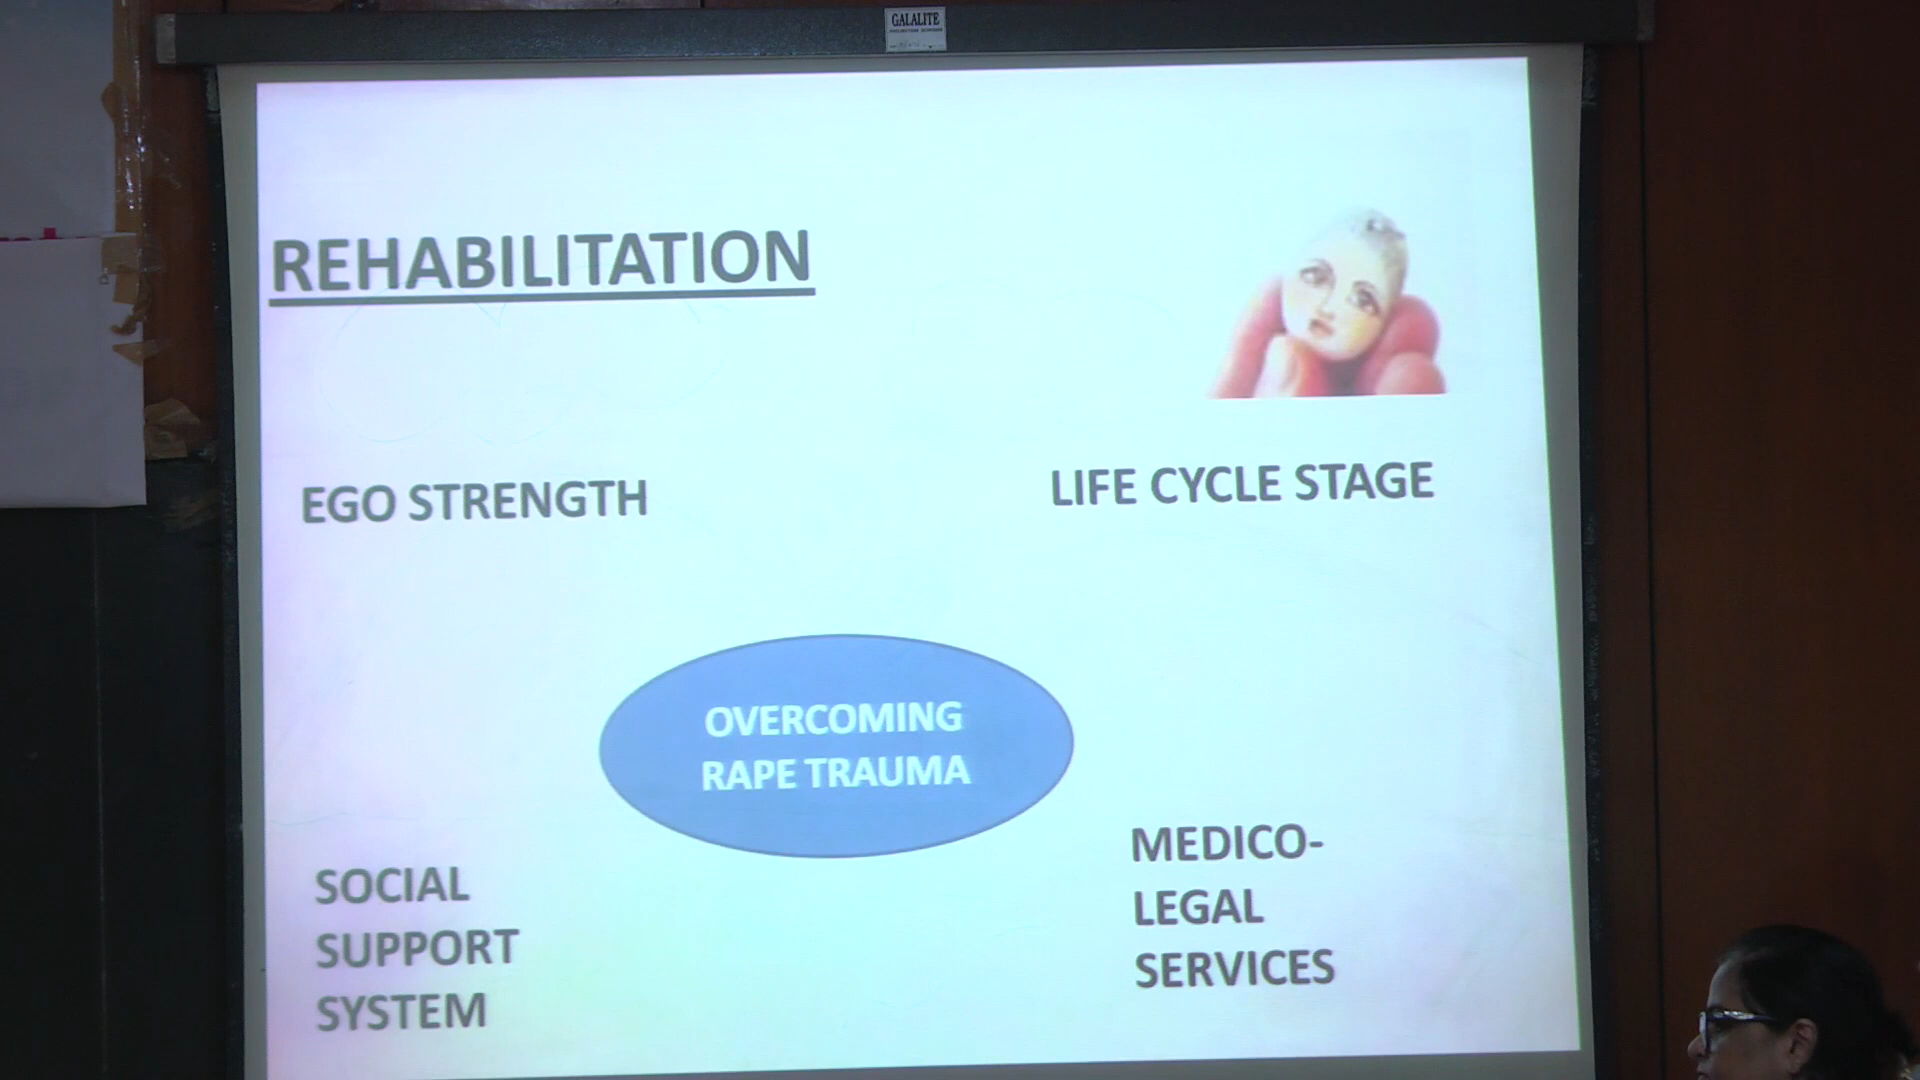 GALALITE
REHABILITATION
EGO STRENGTH
LIFE CYCLE STAGE
OVERCOMING
RAPE TRAUMA
SOCIAL
SUPPORT
SYSTEM
MEDICO-
LEGAL
SERVICES